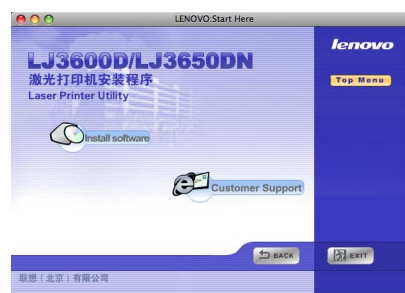 LENOVO:Start Here
lenovo
LJ3600D/LJ3650DN
激光打印机安装程序
Top Menu
Laser Printer Utility
Install software
Customer Support
BACK
EXIT
联想（北京）有限公司